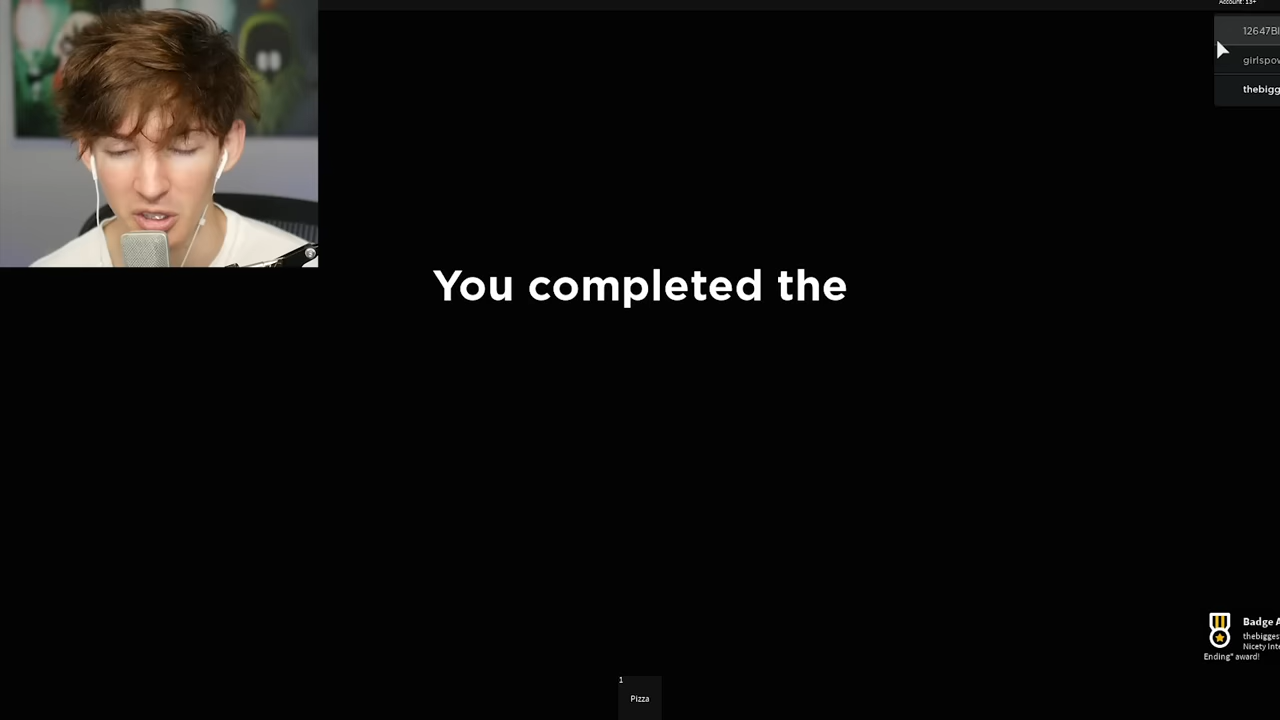 Account: 13+
12647Bl
girlspov
thebigg
You completed the
Badge A
thebigges
Nicety Inte
Ending" award!
1
Pizza